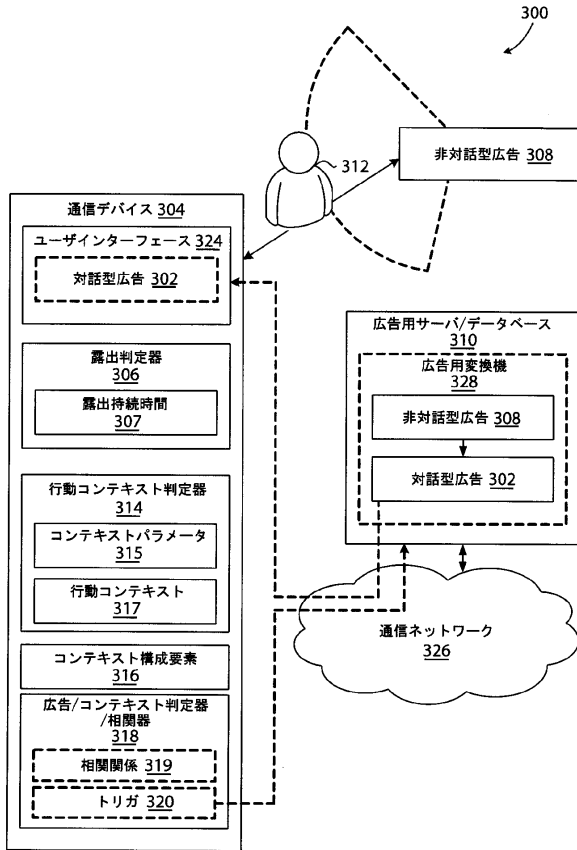 300
312
非対話型広告 308
通信デバイス 304
ユーザインターフェース 324
対話型広告 302
露出判定器
306
露出持続時間
307
行動コンテキスト判定器
314
コンテキストパラメータ
315
行動コンテキスト
317
コンテキスト構成要素
316
広告/コンテキスト判定器
/相関器
318
相関関係 319
トリガ 320
広告用サーバ/データベース
310
広告用変換機
328
非対話型広告 308
対話型広告 302
通信ネットワーク
326